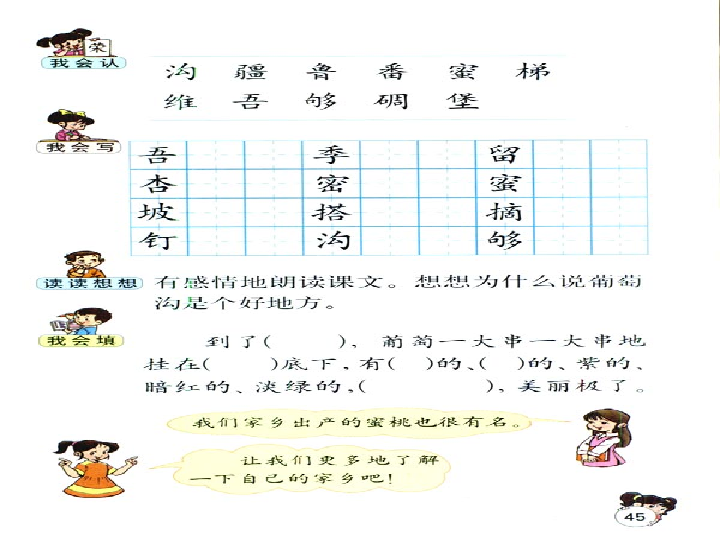 荣
我会认
沟 疆 鲁 番 蜜 梯
维 吾 够 碉 堡
我会写
吾 季 留
杏 密 蜜
坡 搭 摘
钉 沟 够
读读想想
有感情地朗读课文。想想为什么说葡萄
沟是个好地方。
我会填
到了( ),葡萄一大串一大串地
挂在( )底下,有( )的、( )的、紫的、
暗红的、淡绿的,( ),美丽极了。
我们家乡出产的蜜桃也很有名。
让我们更多地了解
一下自己的家乡吧!
45